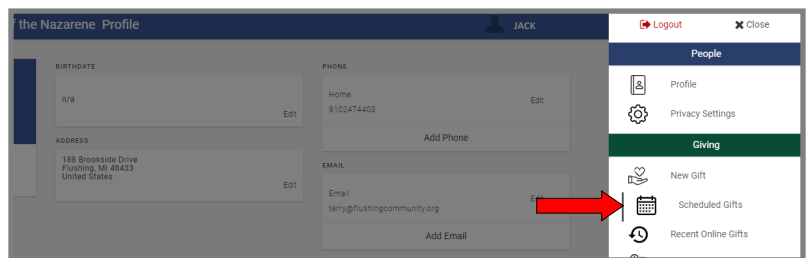 f the Nazarene Profile
JACK
BIRTHDATE
n/a
Edit
ADDRESS
188 Brookside Drive
Flushing, MI 48433
United States
Edit
PHONE
Home
8102474403
Edit
Add Phone
EMAIL
Email
terry@flushingcommunity.org
Edit
Add Email
Logout
Close
People
Profile
Privacy Settings
Giving
New Gift
Scheduled Gifts
Recent Online Gifts